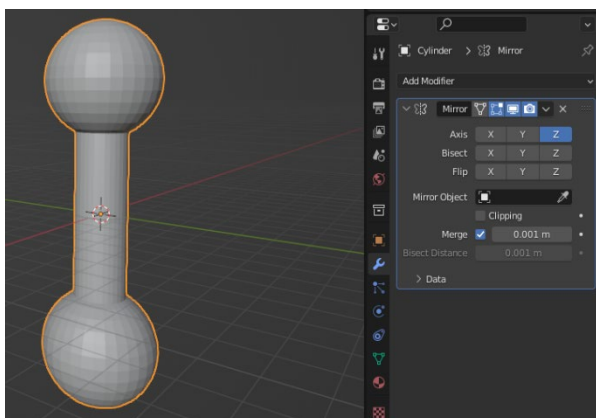 Cylinder > Mirror
Add Modifier
Mirror
Axis X Y Z
Bisect X Y Z
Flip X Y Z
Mirror Object
Clipping
Merge 0.001 m
Bisect Distance 0.001 m
> Data